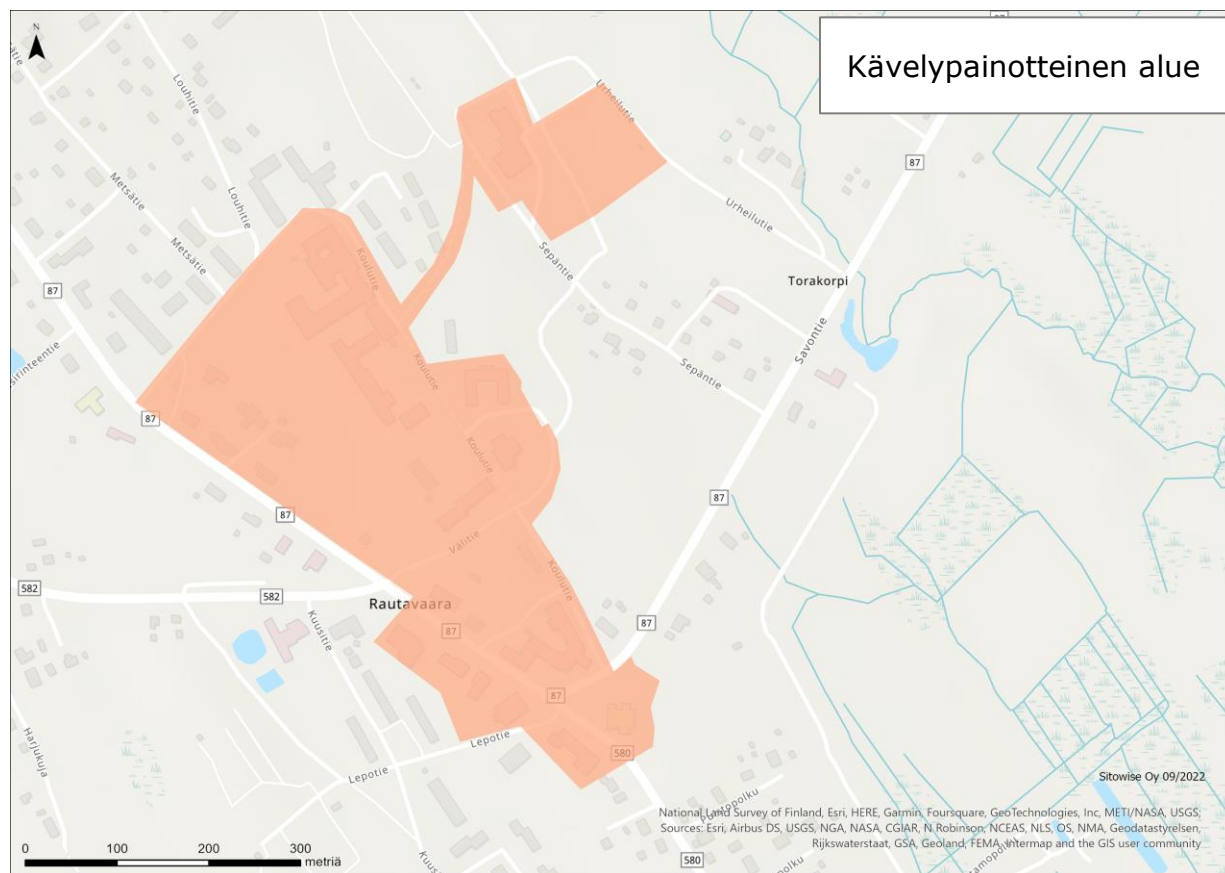 Kävelypainotteinen alue
N
87
Louhitie
Urheilutie
Metsätie
Louhitie
87
Metsätie
Urheilutie
Koulutie
Sepäntie
Torakorpi
87
Savontie
Koulutie
Sepäntie
87
Koulutie
87
87
Välitie
582
582
Koulutie
Rautavaara
Kuusitie
87
87
87
Lepotie
580
Harjukuja
Lepotie
Sitowise Oy 09/2022
National Land Survey of Finland, Esri, HERE, Garmin, Foursquare, GeoTechnologies, Inc, METI/NASA, USGS;
Sources: Esri, Airbus DS, USGS, NGA, NASA, CGIAR, N Robinson, NCEAS, NLS, OS, NMA, Geodatastyrelsen,
Rijkswaterstaat, GSA, Geoland, FEMA, Intermap and the GIS user community
580
0 100 200 300
metriä